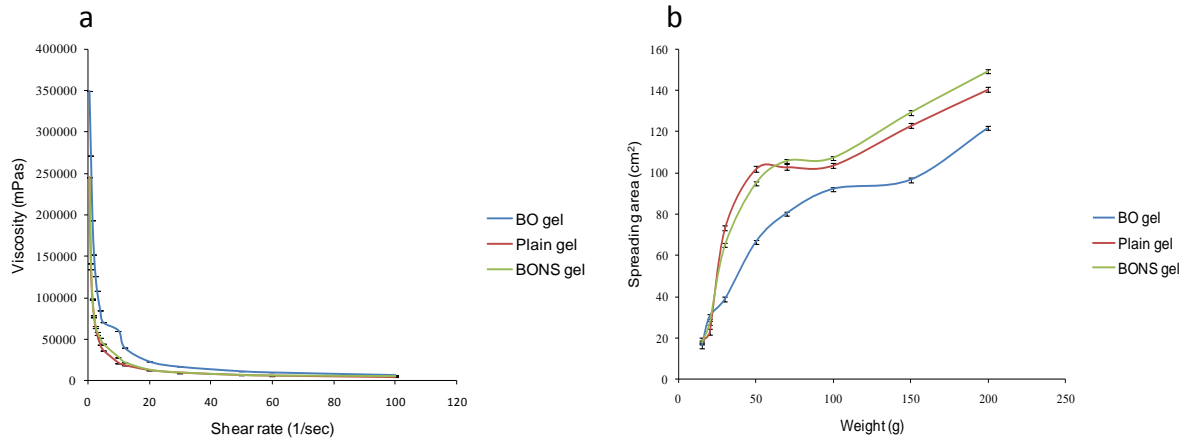 a
400000
350000
300000
250000
200000
150000
100000
50000
0
Viscosity (mPas)
0 20 40 60 80 100 120
Shear rate (1/sec)
BO gel
Plain gel
BONS gel
b
160
140
120
100
80
60
40
20
0
Spreading area (cm²)
0 50 100 150 200 250
Weight (g)
BO gel
Plain gel
BONS gel